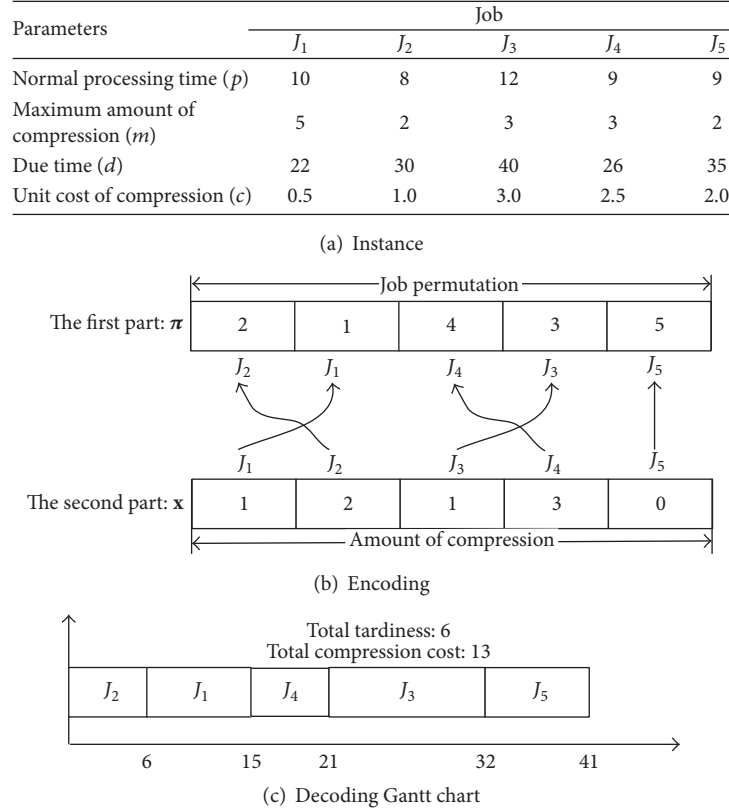 Parameters Job
J1 J2 J3 J4 J5
Normal processing time (p) 10 8 12 9 9
Maximum amount of
compression (m) 5 2 3 3 2
Due time (d) 22 30 40 26 35
Unit cost of compression (c) 0.5 1.0 3.0 2.5 2.0
(a) Instance
Job permutation
The first part: π 2 1 4 3 5
J2 J1 J4 J3 J5
J1 J2 J3 J4 J5
The second part: x 1 2 1 3 0
Amount of compression
(b) Encoding
Total tardiness: 6
Total compression cost: 13
J2 J1 J4 J3 J5
6 15 21 32 41
(c) Decoding Gantt chart